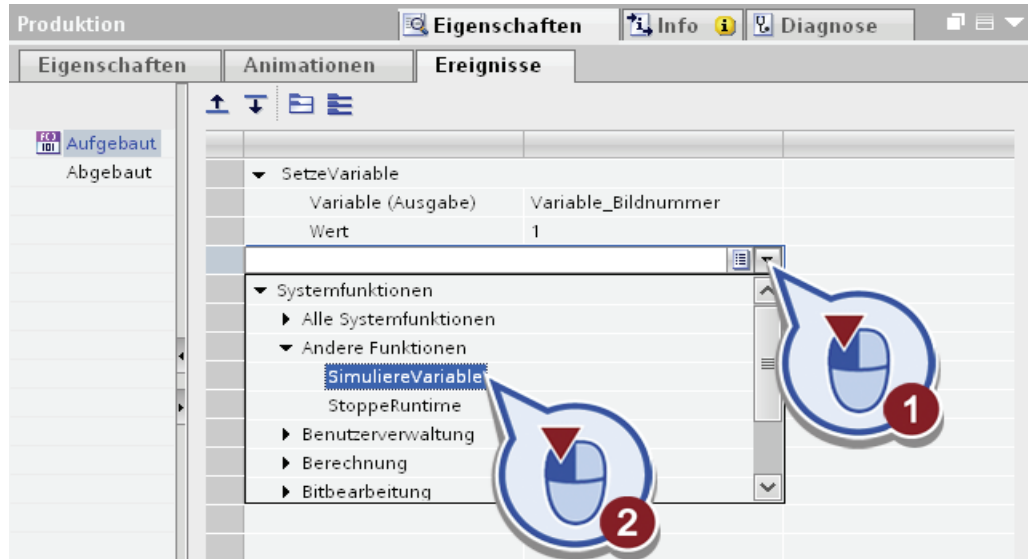 Produktion
Eigenschaften
Info
Diagnose
Eigenschaften
Animationen
Ereignisse
Aufgebaut
Abgebaut
SetzeVariable
Variable (Ausgabe) Variable_Bildnummer
Wert 1
Systemfunktionen
Alle Systemfunktionen
Andere Funktionen
SimuliereVariable
StoppeRuntime
Benutzerverwaltung
Berechnung
Bitbearbeitung
1
2